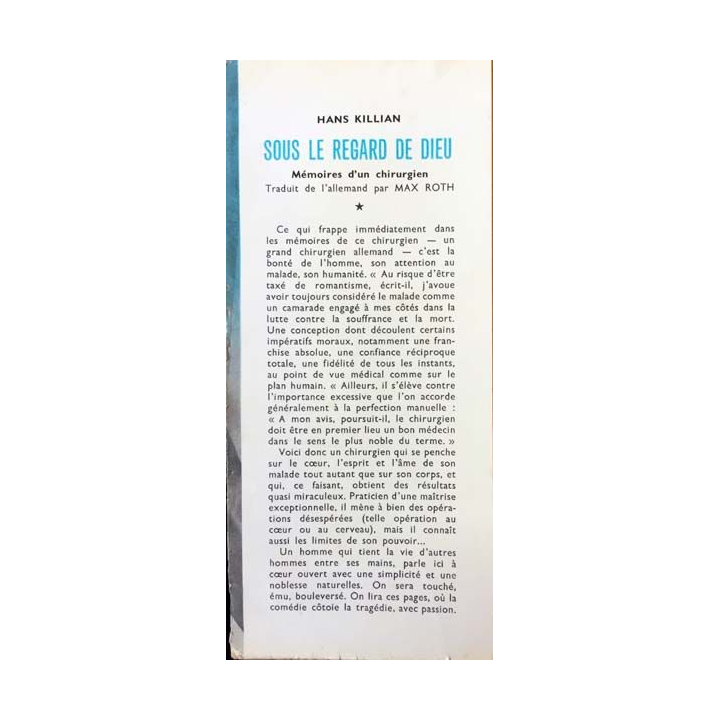 HANS KILLIAN
SOUS LE REGARD DE DIEU
Mémoires d'un chirurgien
Traduit de l'allemand par MAX ROTH
★
Ce qui frappe immédiatement dans
les mémoires de ce chirurgien — un
grand chirurgien allemand — c'est la
bonté de l'homme, son attention au
malade, son humanité. « Au risque d'être
taxé de romantisme, écrit-il, j'avoue
avoir toujours considéré le malade comme
un camarade engagé à mes côtés dans la
lutte contre la souffrance et la mort.
Une conception dont découlent certains
impératifs moraux, notamment une fran-
chise absolue, une confiance réciproque
totale, une fidélité de tous les instants,
au point de vue médical comme sur le
plan humain. « Ailleurs, il s'élève contre
l'importance excessive que l'on accorde
généralement à la perfection manuelle :
« A mon avis, poursuit-il, le chirurgien
doit être en premier lieu un bon médecin
dans le sens le plus noble du terme. »
Voici donc un chirurgien qui se penche
sur le cœur, l'esprit et l'âme de son
malade tout autant que sur son corps, et
qui, ce faisant, obtient des résultats
quasi miraculeux. Praticien d'une maîtrise
exceptionnelle, il mène à bien des opéra-
tions désespérées (telle opération au
cœur ou au cerveau), mais il connaît
aussi les limites de son pouvoir...
Un homme qui tient la vie d'autres
hommes entre ses mains, parle ici à
cœur ouvert avec une simplicité et une
noblesse naturelles. On sera touché,
ému, bouleversé. On lira ces pages, où la
comédie côtoie la tragédie, avec passion.